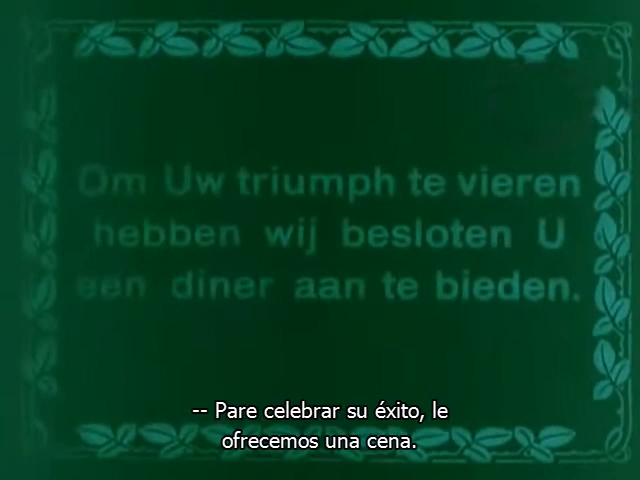 Om Uw triumph te vieren
hebben wij besloten U
een diner aan te bieden.
-- Pare celebrar su éxito, le
ofrecemos una cena.